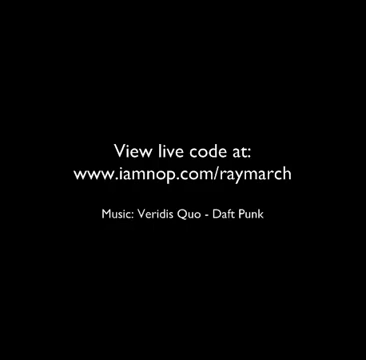 View live code at:
www.iamnop.com/raymarch
Music: Veridis Quo - Daft Punk